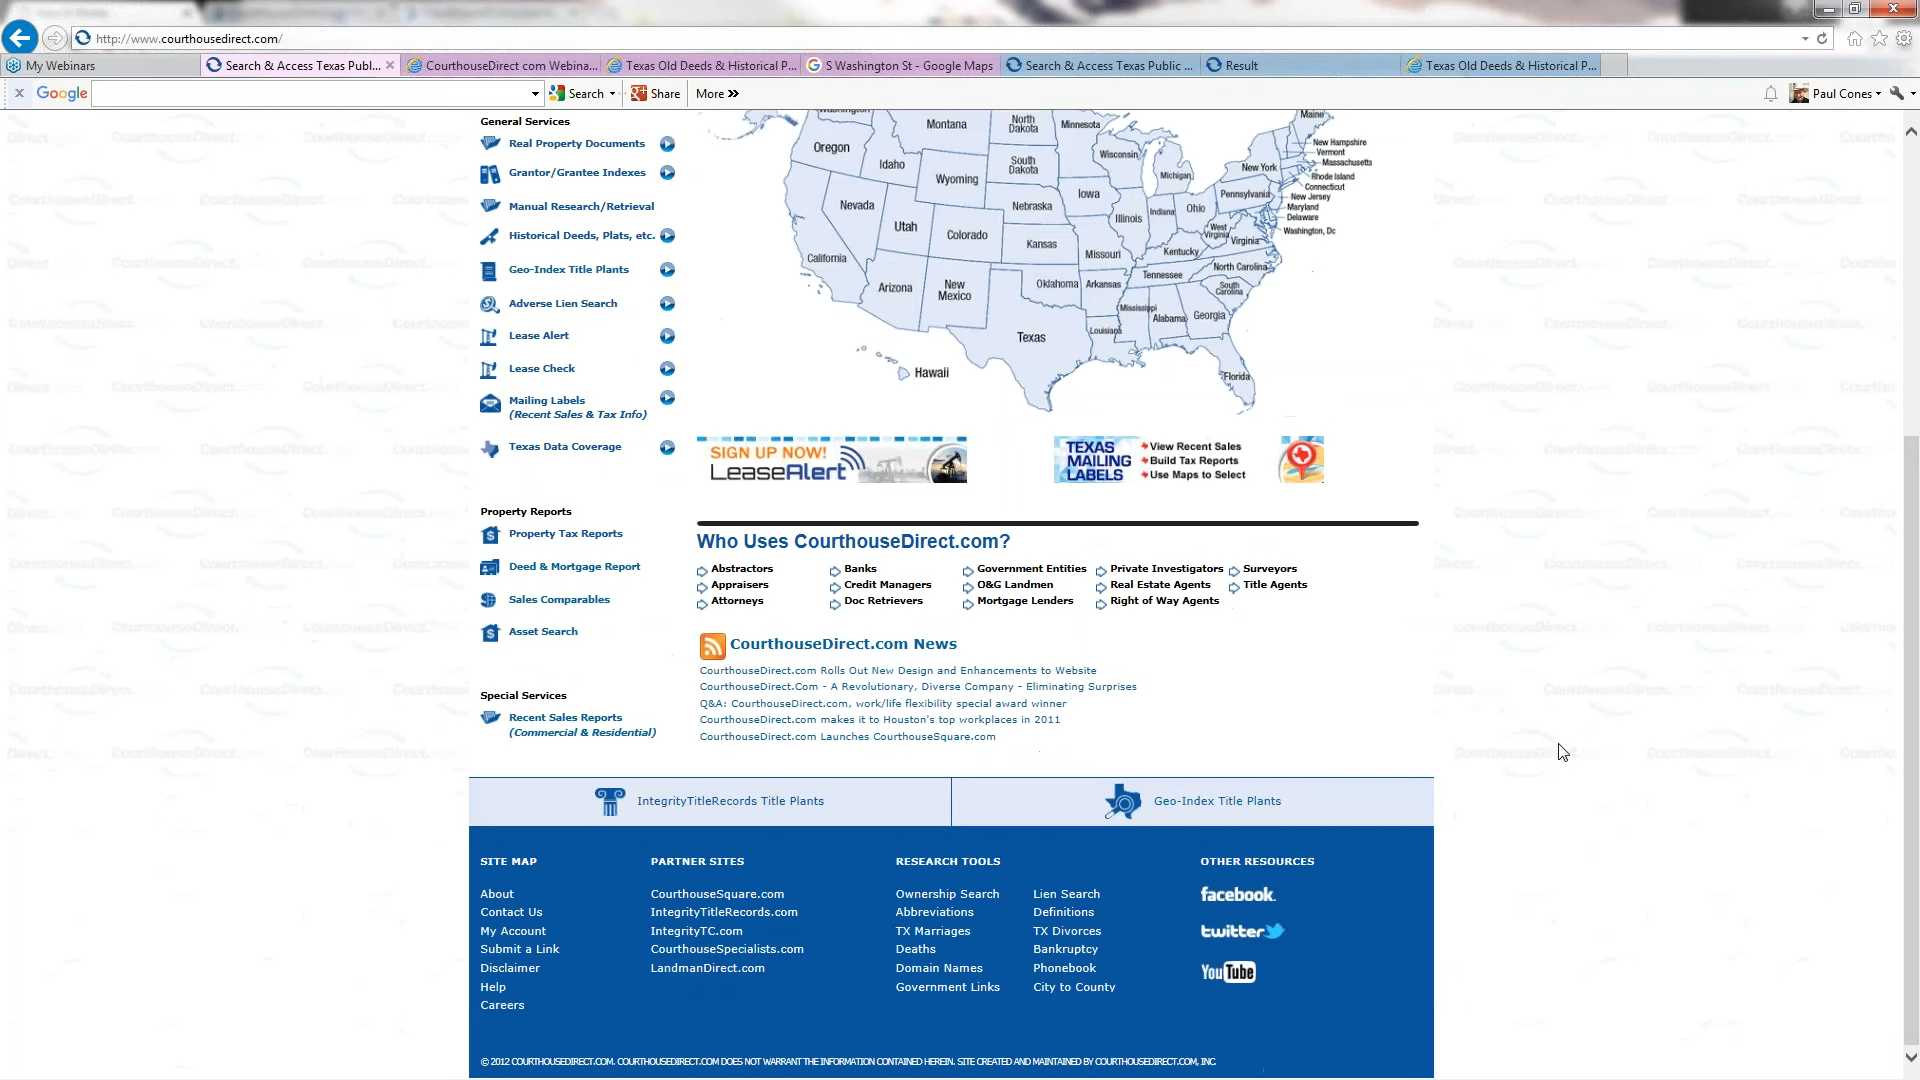 http://www.courthousedirect.com/
My Webinars
Search & Access Texas Publ...
CourthouseDirect com Webina...
Texas Old Deeds & Historical P...
S Washington St - Google Maps
Search & Access Texas Public ...
Result
Texas Old Deeds & Historical P...
Google
Search
Share
More »
Paul Cones
General Services
Real Property Documents
Grantor/Grantee Indexes
Manual Research/Retrieval
Historical Deeds, Plats, etc.
Geo-Index Title Plants
Adverse Lien Search
Lease Alert
Lease Check
Mailing Labels
(Recent Sales & Tax Info)
Texas Data Coverage
Property Reports
Property Tax Reports
Deed & Mortgage Report
Sales Comparables
Asset Search
Special Services
Recent Sales Reports
(Commercial & Residential)
Washington
Montana
North
Dakota
Minnesota
Maine
Oregon
Idaho
South
Dakota
Wisconsin
New Hampshire
Vermont
Massachusetts
New York
Rhode Island
Connecticut
Wyoming
Michigan
Iowa
Pennsylvania
New Jersey
Maryland
Delaware
Washington, Dc
Nevada
Nebraska
Illinois
Indiana
Ohio
Utah
Colorado
Kansas
Missouri
West
Virginia
Virginia
Kentucky
California
Tennessee
North Carolina
Arizona
New
Mexico
Oklahoma
Arkansas
South
Carolina
Mississippi
Alabama
Georgia
Texas
Louisiana
Hawaii
Florida
SIGN UP NOW!
LeaseAlert
TEXAS
MAILING
LABELS
View Recent Sales
Build Tax Reports
Use Maps to Select
Who Uses CourthouseDirect.com?
Abstractors
Appraisers
Attorneys
Banks
Credit Managers
Doc Retrievers
Government Entities
O&G Landmen
Mortgage Lenders
Private Investigators
Real Estate Agents
Right of Way Agents
Surveyors
Title Agents
CourthouseDirect.com News
CourthouseDirect.com Rolls Out New Design and Enhancements to Website
CourthouseDirect.Com - A Revolutionary, Diverse Company - Eliminating Surprises
Q&A: CourthouseDirect.com, work/life flexibility special award winner
CourthouseDirect.com makes it to Houston's top workplaces in 2011
CourthouseDirect.com Launches CourthouseSquare.com
IntegrityTitleRecords Title Plants
Geo-Index Title Plants
SITE MAP
About
Contact Us
My Account
Submit a Link
Disclaimer
Help
Careers
PARTNER SITES
CourthouseSquare.com
IntegrityTitleRecords.com
IntegrityTC.com
CourthouseSpecialists.com
LandmanDirect.com
RESEARCH TOOLS
Ownership Search
Abbreviations
TX Marriages
Deaths
Domain Names
Government Links
Lien Search
Definitions
TX Divorces
Bankruptcy
Phonebook
City to County
OTHER RESOURCES
facebook.
twitter
YouTube
© 2012 COURTHOUSEDIRECT.COM. COURTHOUSEDIRECT.COM DOES NOT WARRANT THE INFORMATION CONTAINED HEREIN. SITE CREATED AND MAINTAINED BY COURTHOUSEDIRECT.COM, INC.